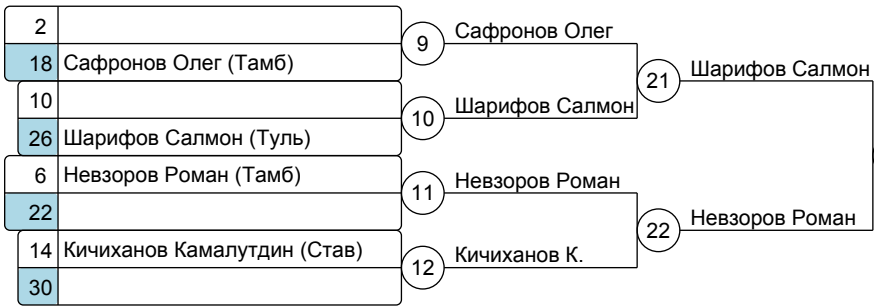 2
18 Сафронов Олег (Тамб)
10
26 Шарифов Салмон (Туль)
6 Невзоров Роман (Тамб)
22
14 Кичиханов Камалутдин (Став)
30
9 Сафронов Олег
10 Шарифов Салмон
11 Невзоров Роман
12 Кичиханов К.
21 Шарифов Салмон
22 Невзоров Роман